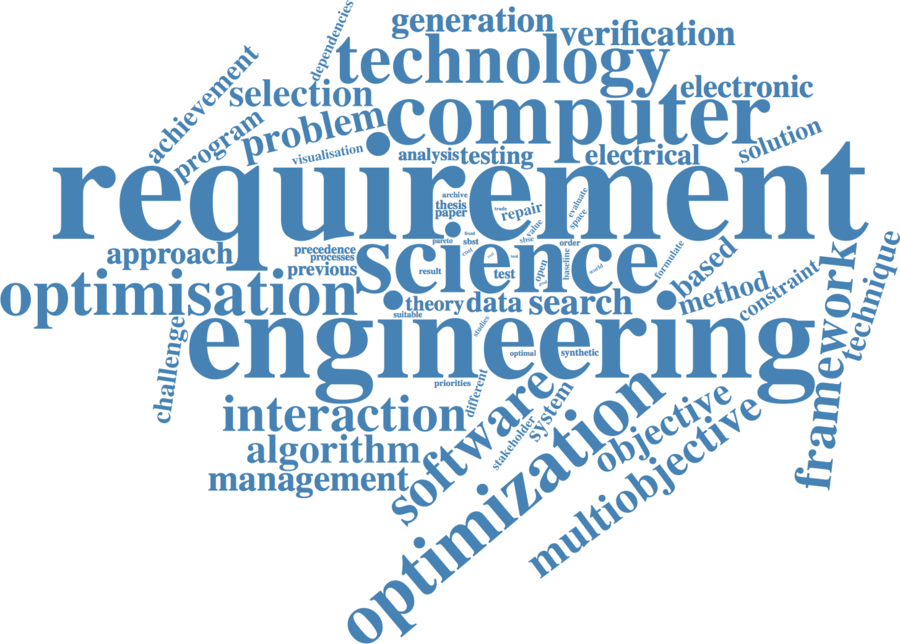 dependencies
generation
verification
technology
achievement
selection
electronic
computer
program
problem
solution
visualisation
analysis
testing
electrical
requirement
archive
thesis
paper
trade
repair
evaluate
space
value
front
pareto
sbst
sbse
order
approach
precedence
processes
previous
science
cost
result
test
tool
open
baseline
world
formulate
based
technique
optimisation
theory
data
search
method
constraint
framework
suitable
studies
engineering
challenge
optimal
synthetic
priorities
different
interaction
software
system
stakeholder
objective
algorithm
management
optimization
multiobjective